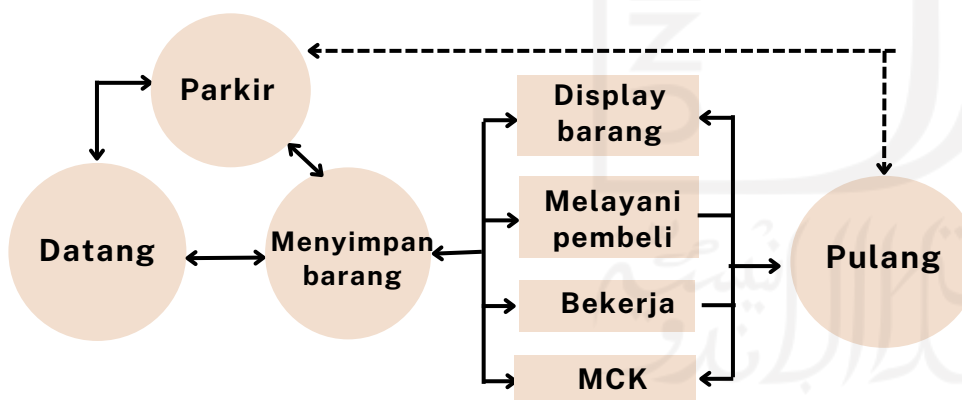 Parkir
Datang
Menyimpan
barang
Display
barang
Melayani
pembeli
Bekerja
MCK
Pulang